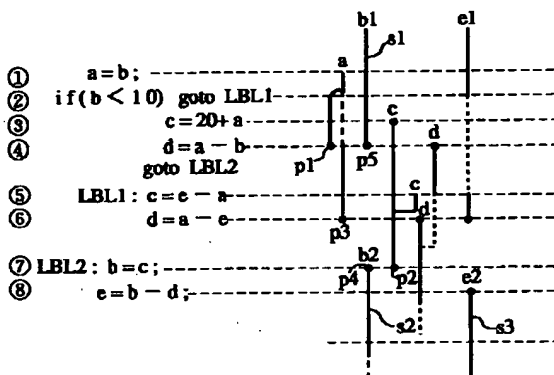 b1 e1
s1
a
① a=b;
② if(b < 10) goto LBL1
③ c=20+a c
④ d=a−b d
p1 p5
goto LBL2
⑤ LBL1: c=e−a c
⑥ d=a−e d
p3
b2
⑦ LBL2: b=c; p4 p2 e2
⑧ e=b−d;
s2 s3